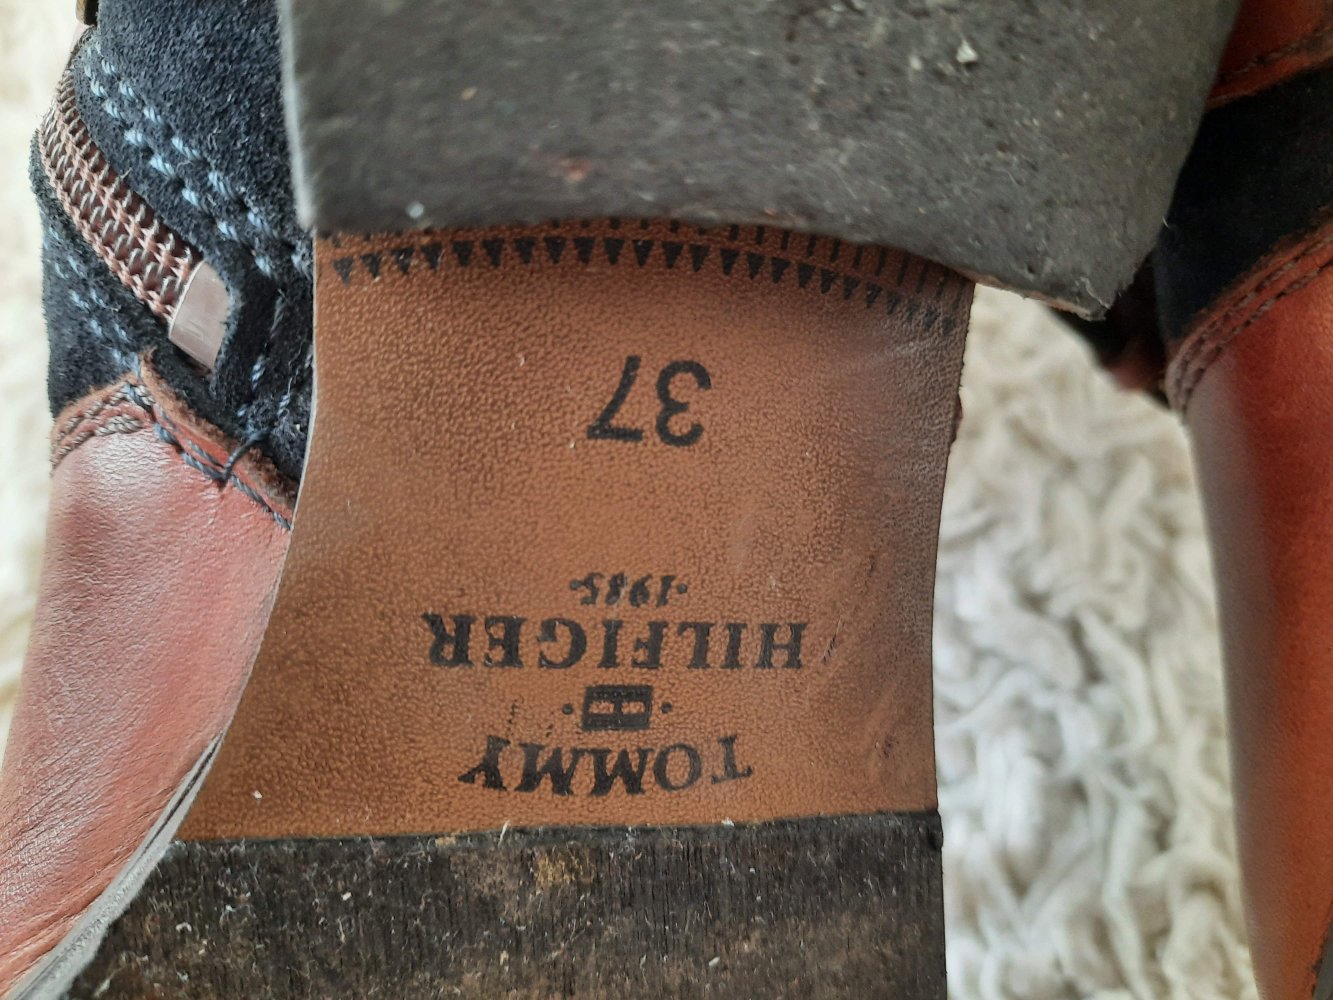 TOMMY
HILFIGER
·1985·
37